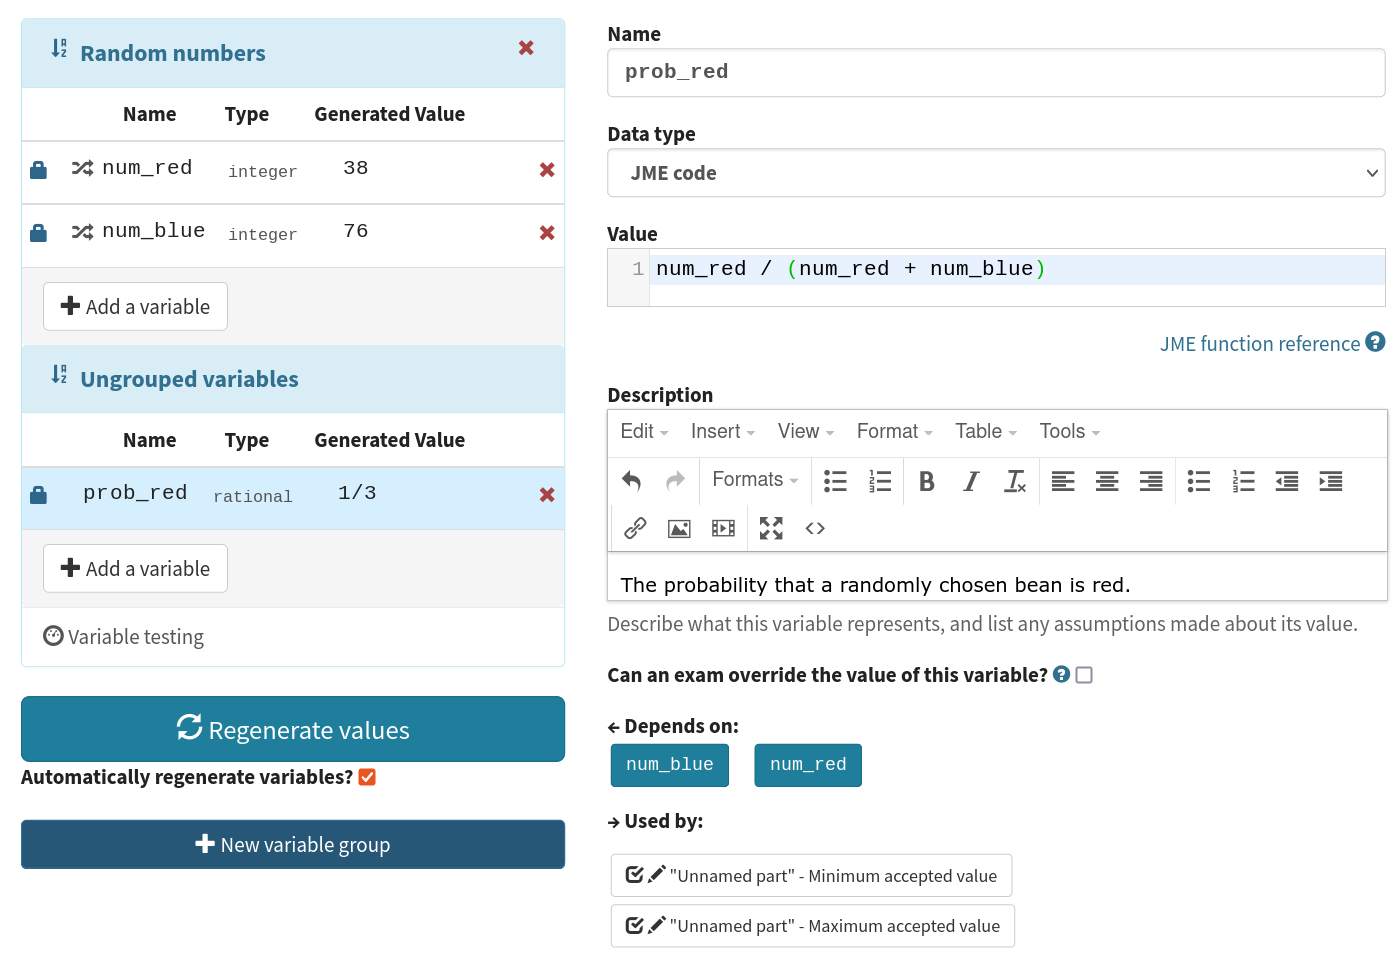 Random numbers
Name Type Generated Value
num_red integer 38
num_blue integer 76
Add a variable
Ungrouped variables
Name Type Generated Value
prob_red rational 1/3
Add a variable
Variable testing
Regenerate values
Automatically regenerate variables?
New variable group
Name
prob_red
Data type
JME code
Value
1 num_red / (num_red + num_blue)
JME function reference ?
Description
Edit Insert View Format Table Tools
Formats
The probability that a randomly chosen bean is red.
Describe what this variable represents, and list any assumptions made about its value.
Can an exam override the value of this variable? ?
← Depends on:
num_blue num_red
→ Used by:
"Unnamed part" - Minimum accepted value
"Unnamed part" - Maximum accepted value